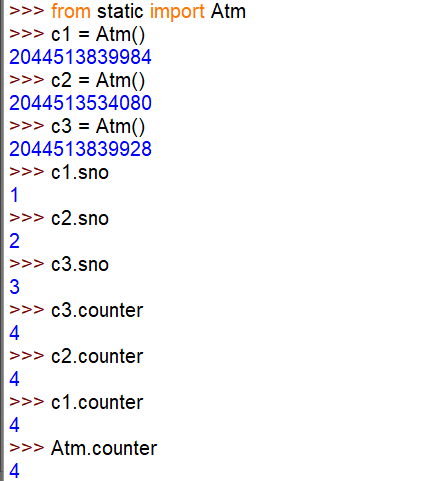 >>> from static import Atm
>>> c1 = Atm()
2044513839984
>>> c2 = Atm()
2044513534080
>>> c3 = Atm()
2044513839928
>>> c1.sno
1
>>> c2.sno
2
>>> c3.sno
3
>>> c3.counter
4
>>> c2.counter
4
>>> c1.counter
4
>>> Atm.counter
4